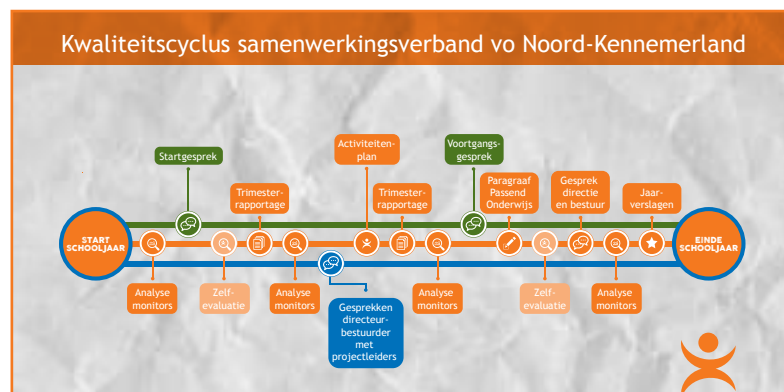 Kwaliteitscyclus samenwerkingsverband vo Noord-Kennemerland
Startgesprek
Activiteiten-
plan
Voortgangs-
gesprek
Trimester-
rapportage
Trimester-
rapportage
Paragraaf
Passend
Onderwijs
Gesprek
directie
en bestuur
Jaar-
verslagen
START
SCHOOLJAAR
EINDE
SCHOOLJAAR
Analyse
monitors
Zelf-
evaluatie
Analyse
monitors
Gesprekken
directeur-
bestuurder
met
projectleiders
Analyse
monitors
Zelf-
evaluatie
Analyse
monitors